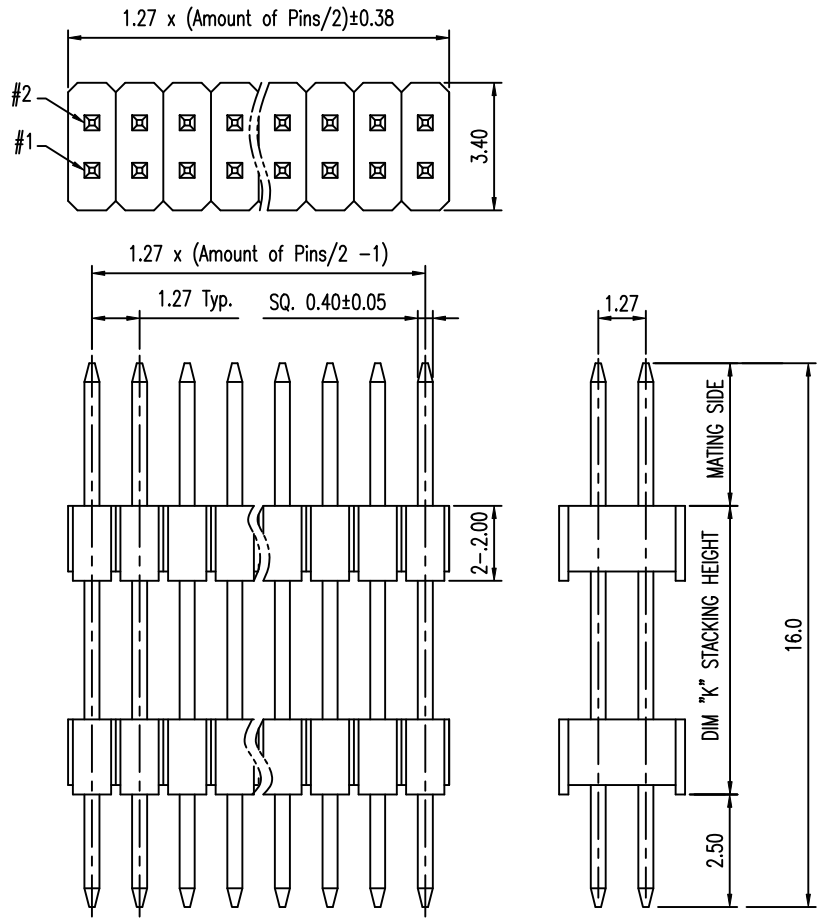 1.27 x (Amount of Pins/2)±0.38
#2
#1
3.40
1.27 x (Amount of Pins/2 -1)
1.27 Typ.
SQ. 0.40±0.05
1.27
MATING SIDE
2-.2.00
DIM "K" STACKING HEIGHT
16.0
2.50